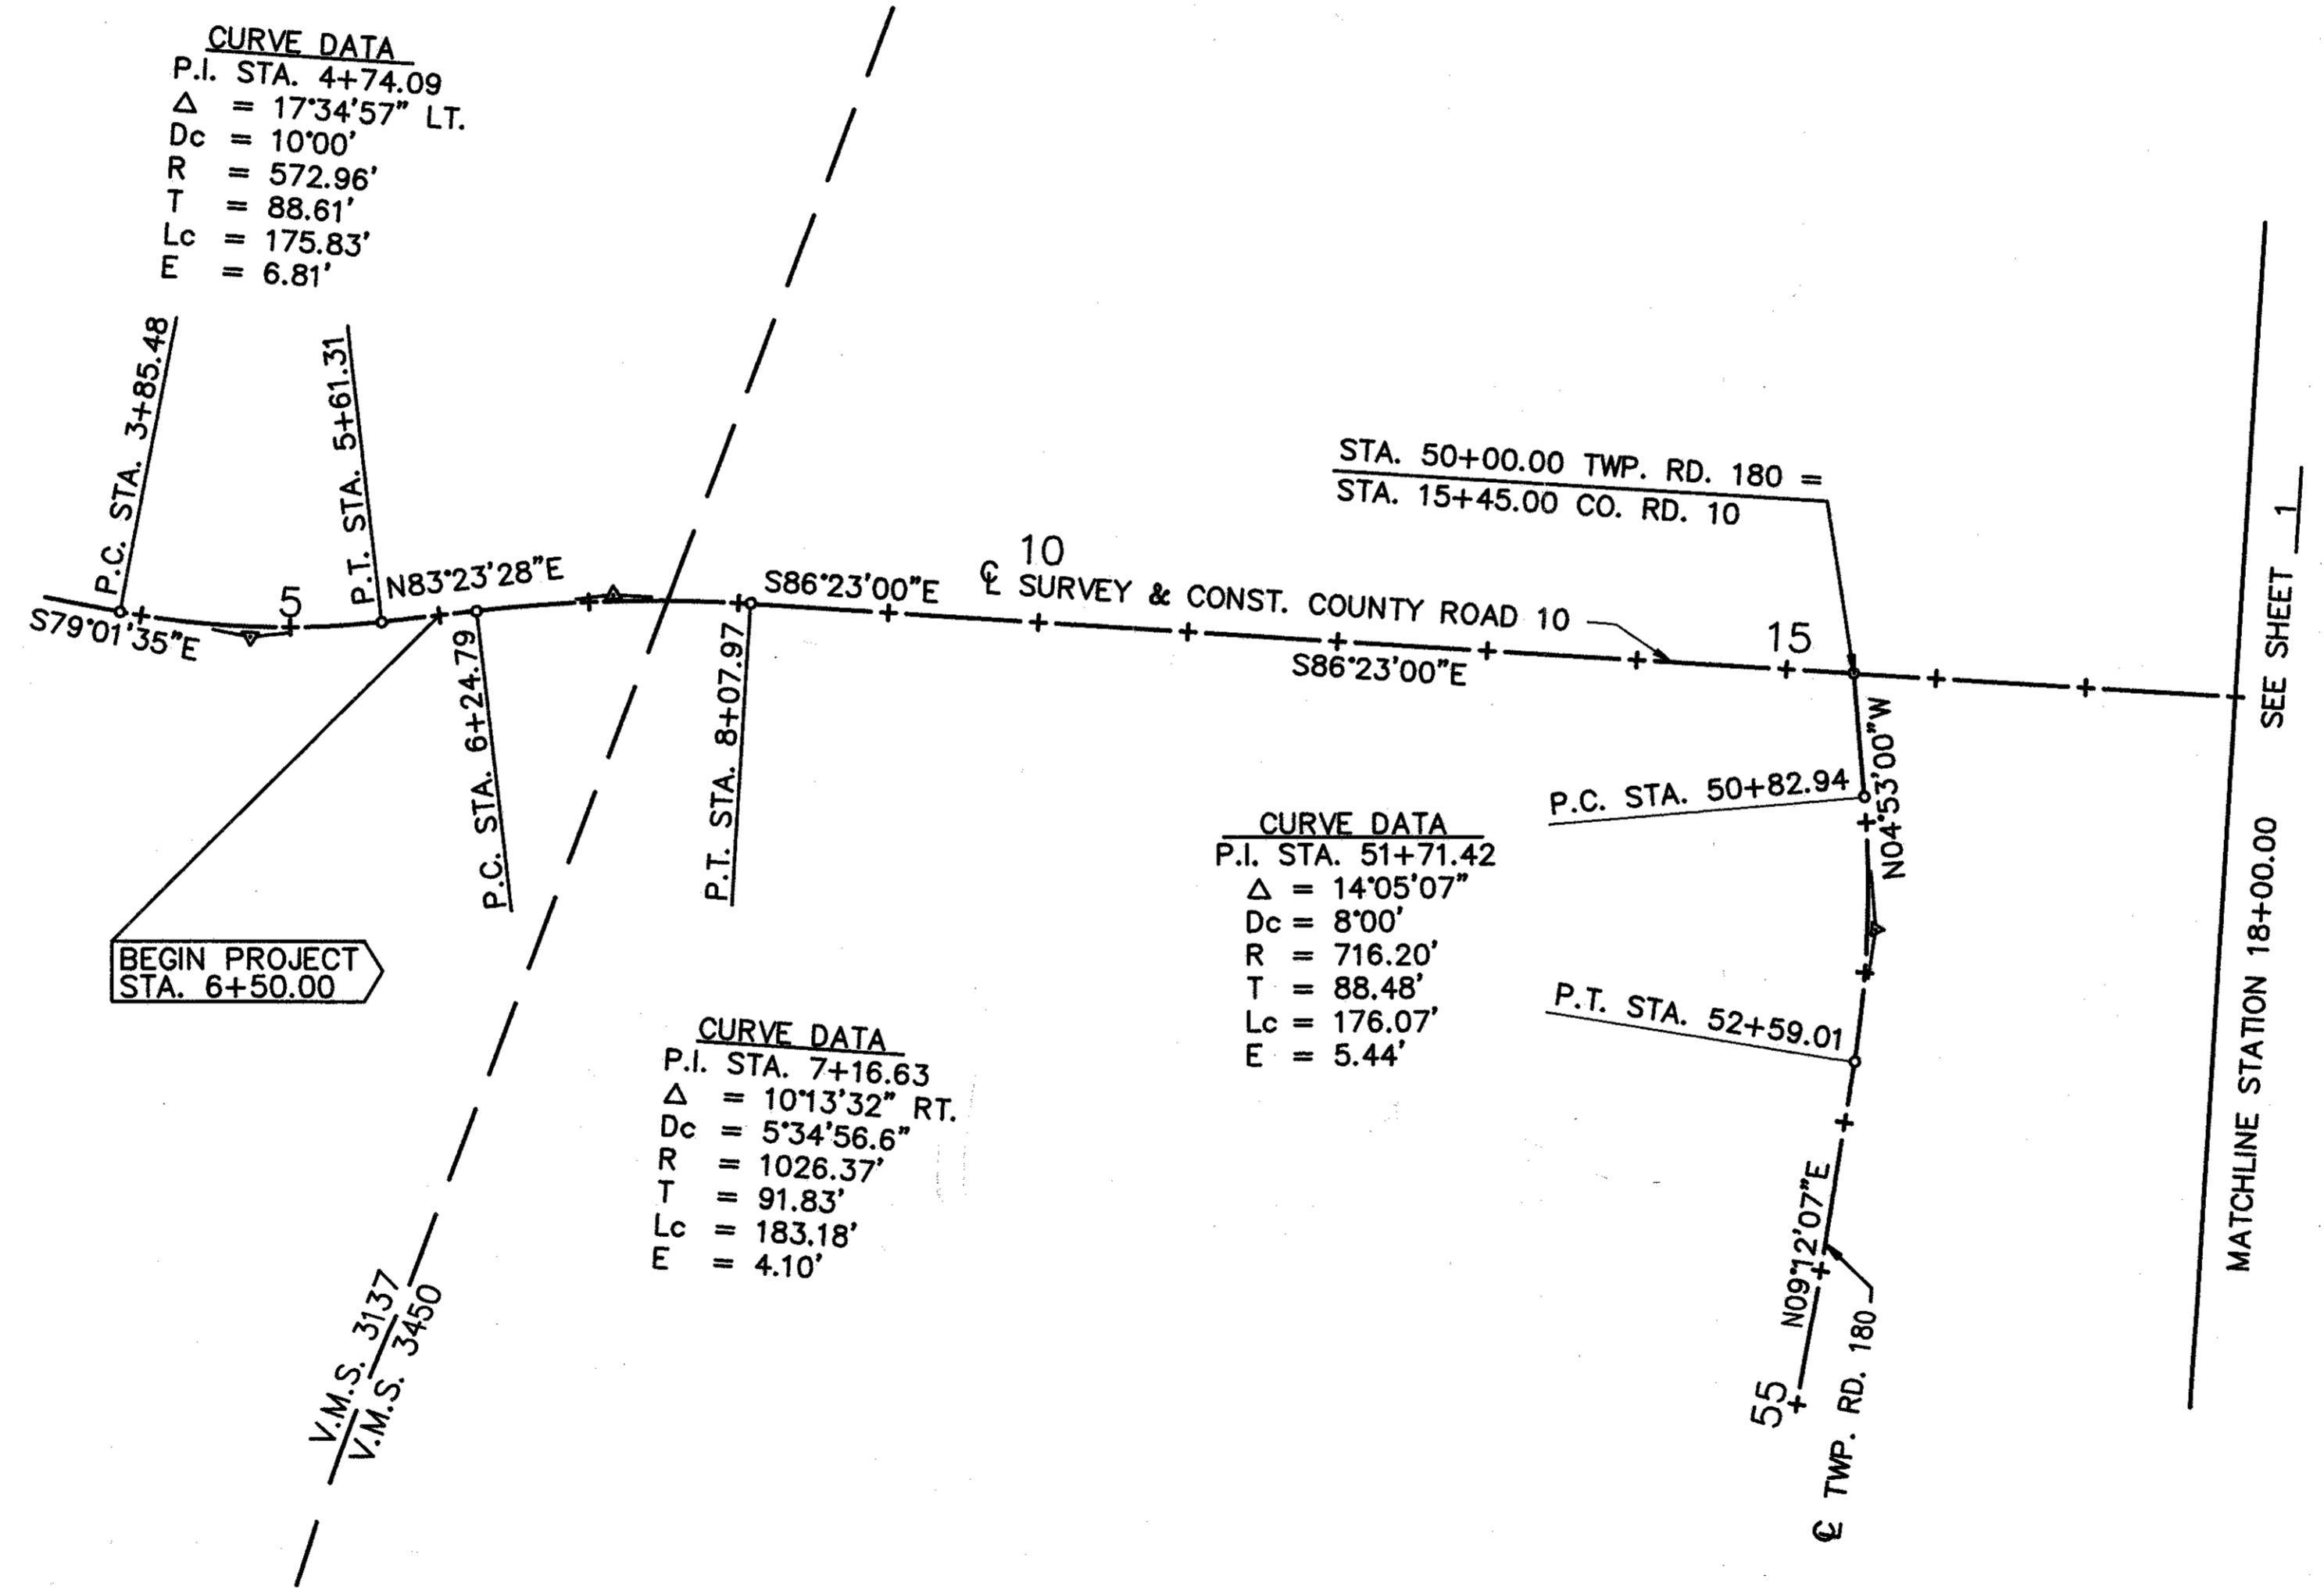 CURVE DATA
P.I. STA. 4+74.09
Δ = 17°34'57" LT.
Dc = 10°00'
R = 572.96'
T = 88.61'
Lc = 175.83'
E = 6.81'
P.C. STA. 3+85.48
P.T. STA. 5+61.31
S79°01'35"E
5
N83°23'28"E
P.C. STA. 6+24.79
P.T. STA. 8+07.97
S86°23'00"E
10
℄ SURVEY & CONST. COUNTY ROAD 10
S86°23'00"E
15
STA. 50+00.00 TWP. RD. 180 =
STA. 15+45.00 CO. RD. 10
BEGIN PROJECT
STA. 6+50.00
CURVE DATA
P.I. STA. 7+16.63
Δ = 10°13'32" RT.
Dc = 5°34'56.6"
R = 1026.37'
T = 91.83'
Lc = 183.18'
E = 4.10'
CURVE DATA
P.I. STA. 51+71.42
Δ = 14°05'07"
Dc = 8°00'
R = 716.20'
T = 88.48'
Lc = 176.07'
E = 5.44'
P.C. STA. 50+82.94
N04°53'00"W
P.T. STA. 52+59.01
N09°12'07"E
55
℄ TWP. RD. 180
V.M.S. 3137
V.M.S. 3450
MATCHLINE STATION 18+00.00 SEE SHEET 1